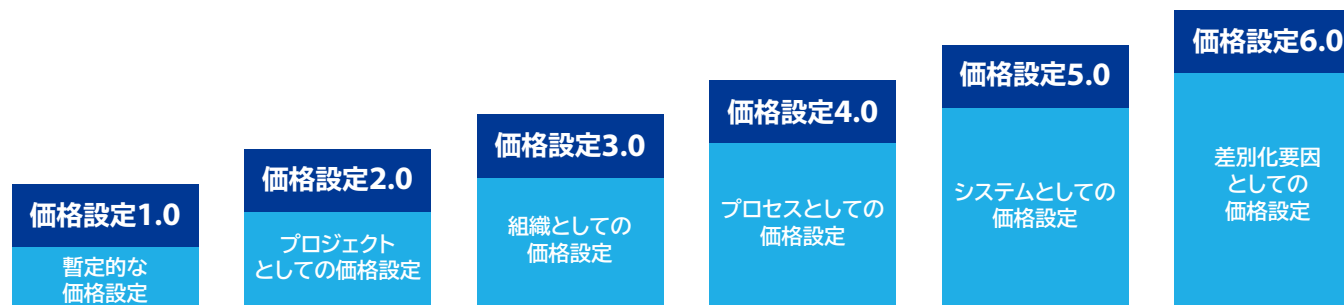 価格設定1.0
暫定的な
価格設定
価格設定2.0
プロジェクト
としての価格設定
価格設定3.0
組織としての
価格設定
価格設定4.0
プロセスとしての
価格設定
価格設定5.0
システムとしての
価格設定
価格設定6.0
差別化要因
としての
価格設定